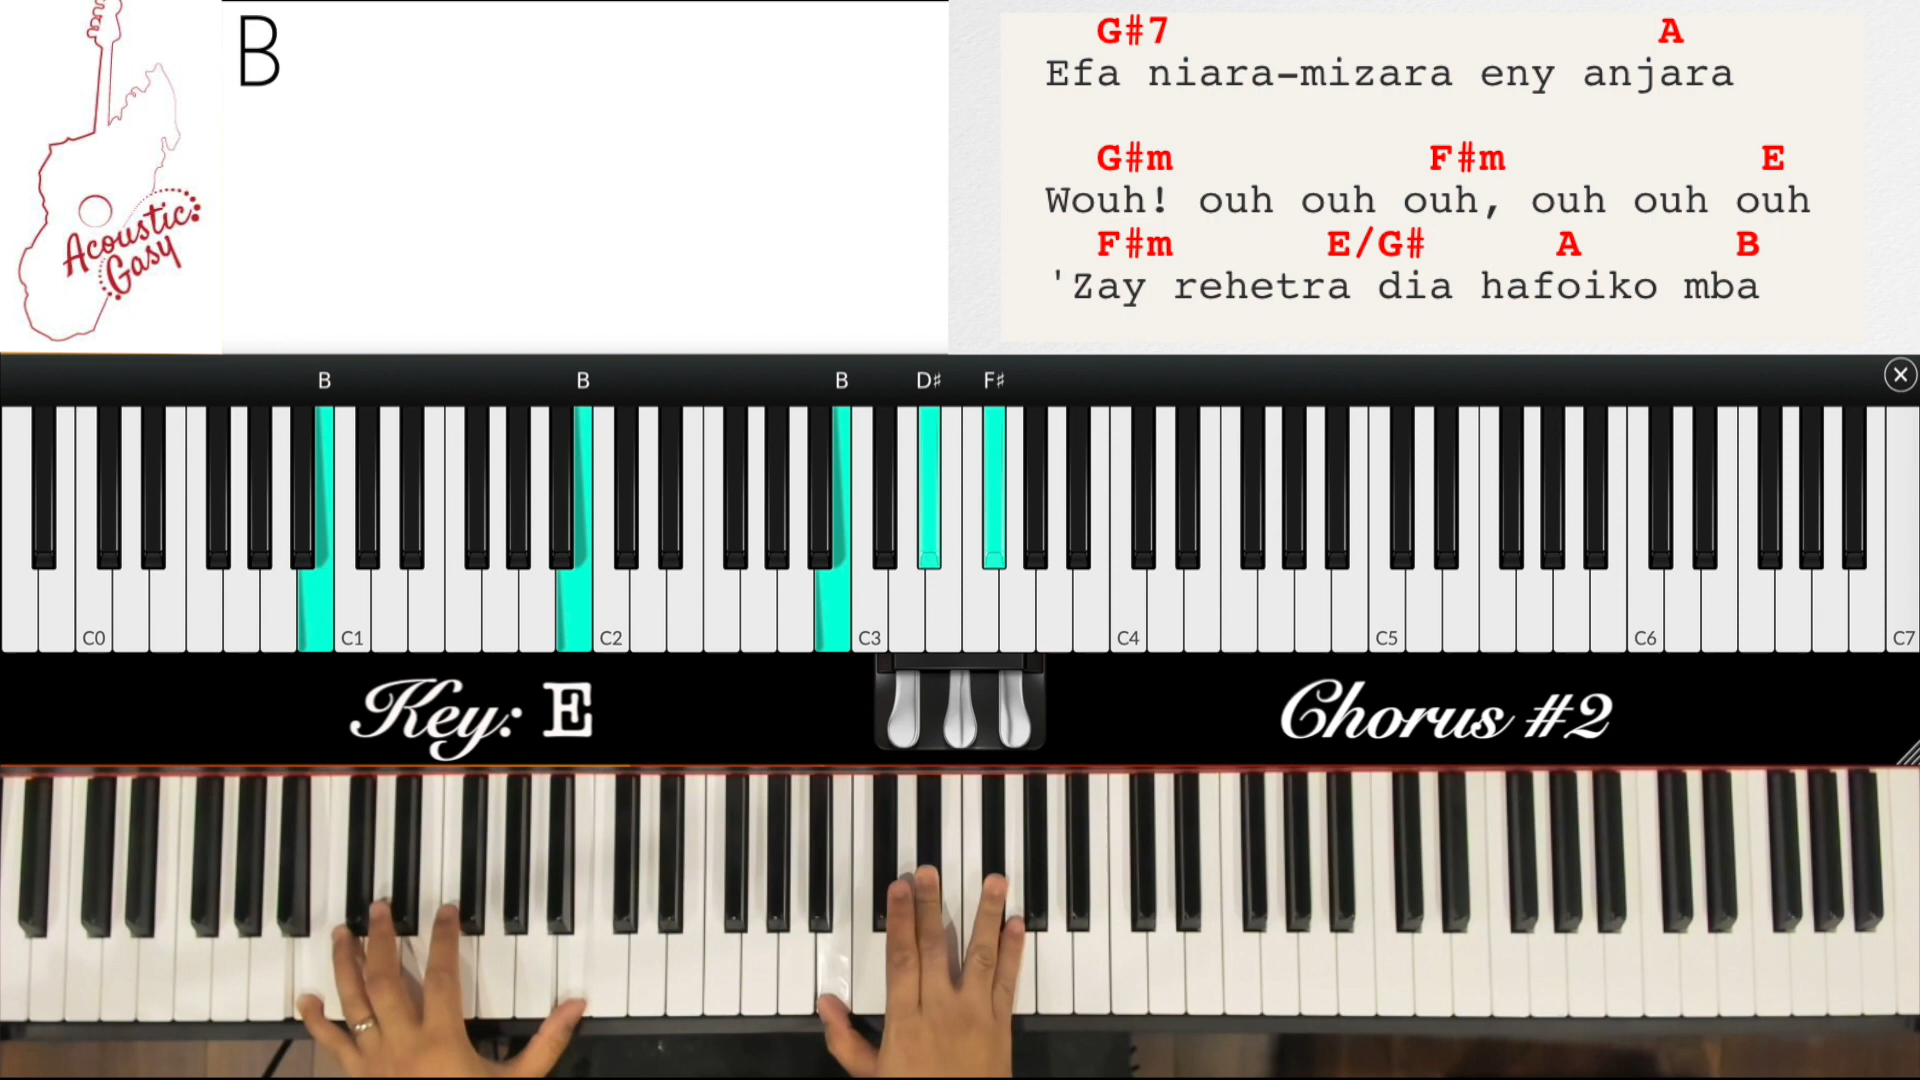 Acoustic
Gasy
B
G#7 A
Efa niara-mizara eny anjara
G#m F#m E
Wouh! ouh ouh ouh, ouh ouh ouh
F#m E/G# A B
'Zay rehetra dia hafoiko mba
B B B D♯ F♯
C0 C1 C2 C3 C4 C5 C6 C7
Key: E
Chorus #2